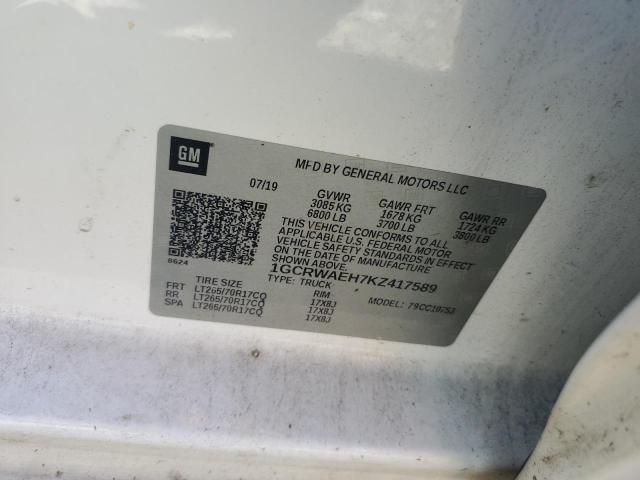 GM
MFD BY GENERAL MOTORS LLC
07/19 GVWR GAWR FRT GAWR RR
3085 KG 1678 KG 1724 KG
6800 LB 3700 LB 3800 LB
THIS VEHICLE CONFORMS TO ALL
APPLICABLE U.S. FEDERAL MOTOR
VEHICLE SAFETY STANDARDS IN EFFECT
ON THE DATE OF MANUFACTURE
8624
1GCRWAEH7KZ417589
TYPE: TRUCK
TIRE SIZE RIM MODEL: 79CC10753
FRT LT265/70R17CQ 17X8J
RR LT265/70R17CQ 17X8J
SPA LT265/70R17CQ 17X8J